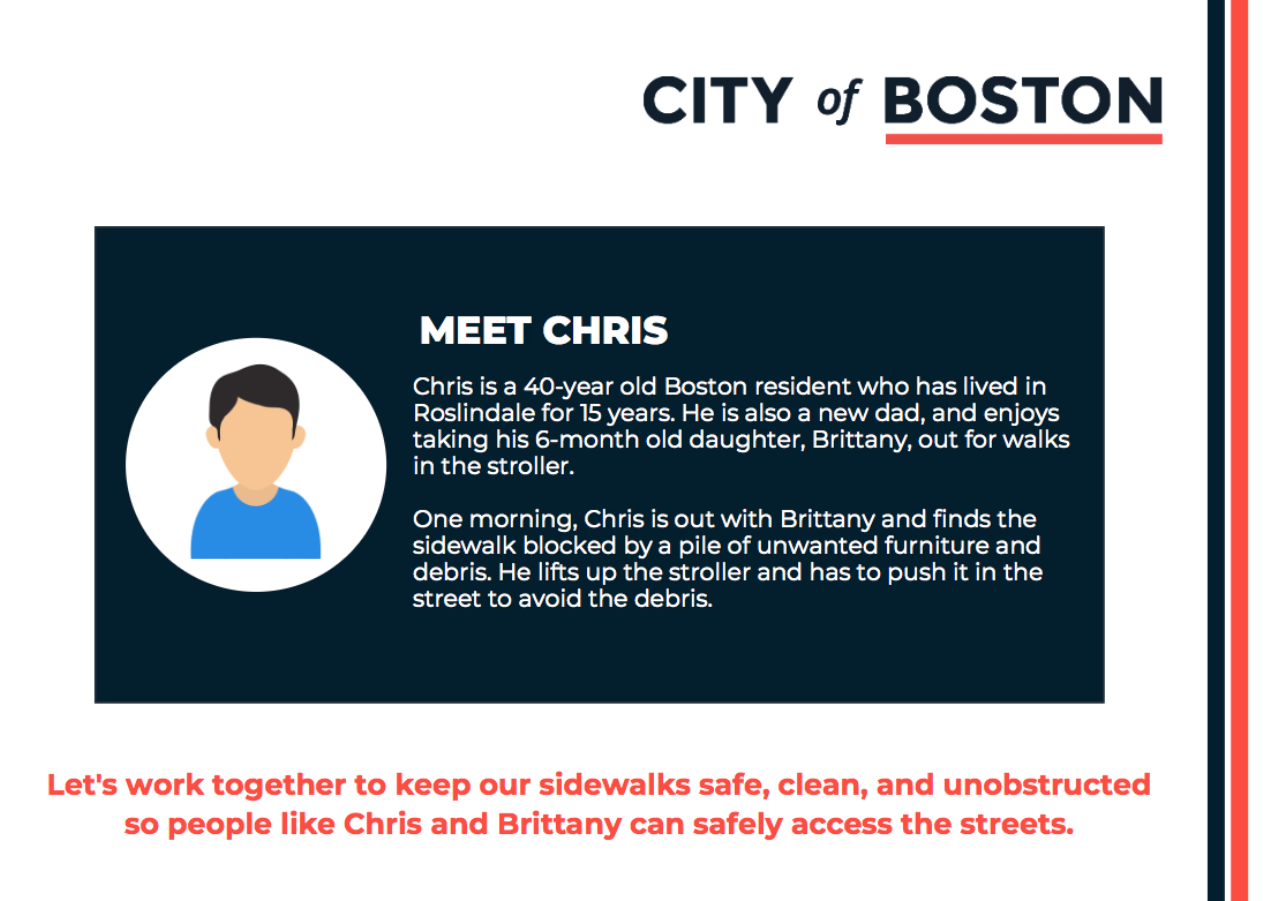 CITY of BOSTON
MEET CHRIS
Chris is a 40-year old Boston resident who has lived in
Roslindale for 15 years. He is also a new dad, and enjoys
taking his 6-month old daughter, Brittany, out for walks
in the stroller.
One morning, Chris is out with Brittany and finds the
sidewalk blocked by a pile of unwanted furniture and
debris. He lifts up the stroller and has to push it in the
street to avoid the debris.
Let's work together to keep our sidewalks safe, clean, and unobstructed
so people like Chris and Brittany can safely access the streets.